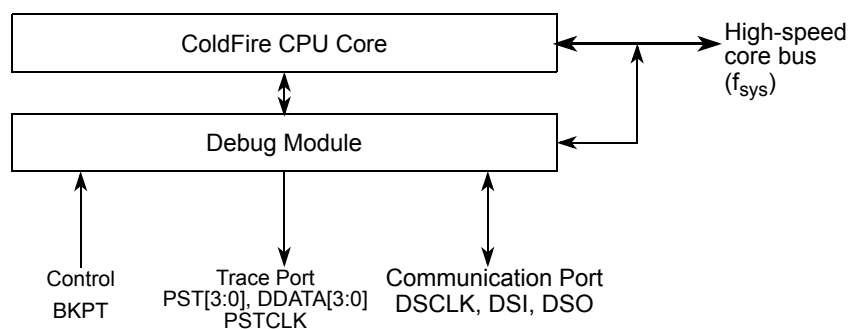 ColdFire CPU Core
High-speed
core bus
(fsys)
Debug Module
Control
BKPT
Trace Port
PST[3:0], DDATA[3:0]
PSTCLK
Communication Port
DSCLK, DSI, DSO